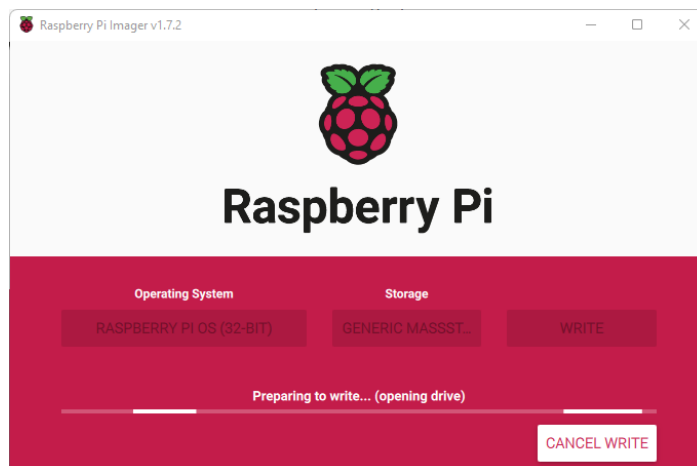 Raspberry Pi Imager v1.7.2
Raspberry Pi
Operating System
Storage
RASPBERRY PI OS (32-BIT)
GENERIC MASSST...
WRITE
Preparing to write... (opening drive)
CANCEL WRITE